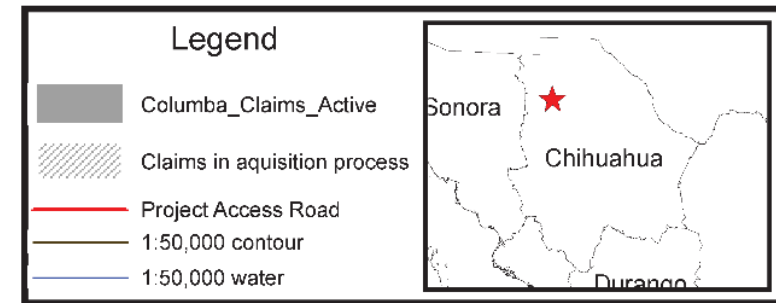 Legend
Columba_Claims_Active
Claims in aquisition process
Project Access Road
1:50,000 contour
1:50,000 water
Sonora
Chihuahua
Durango